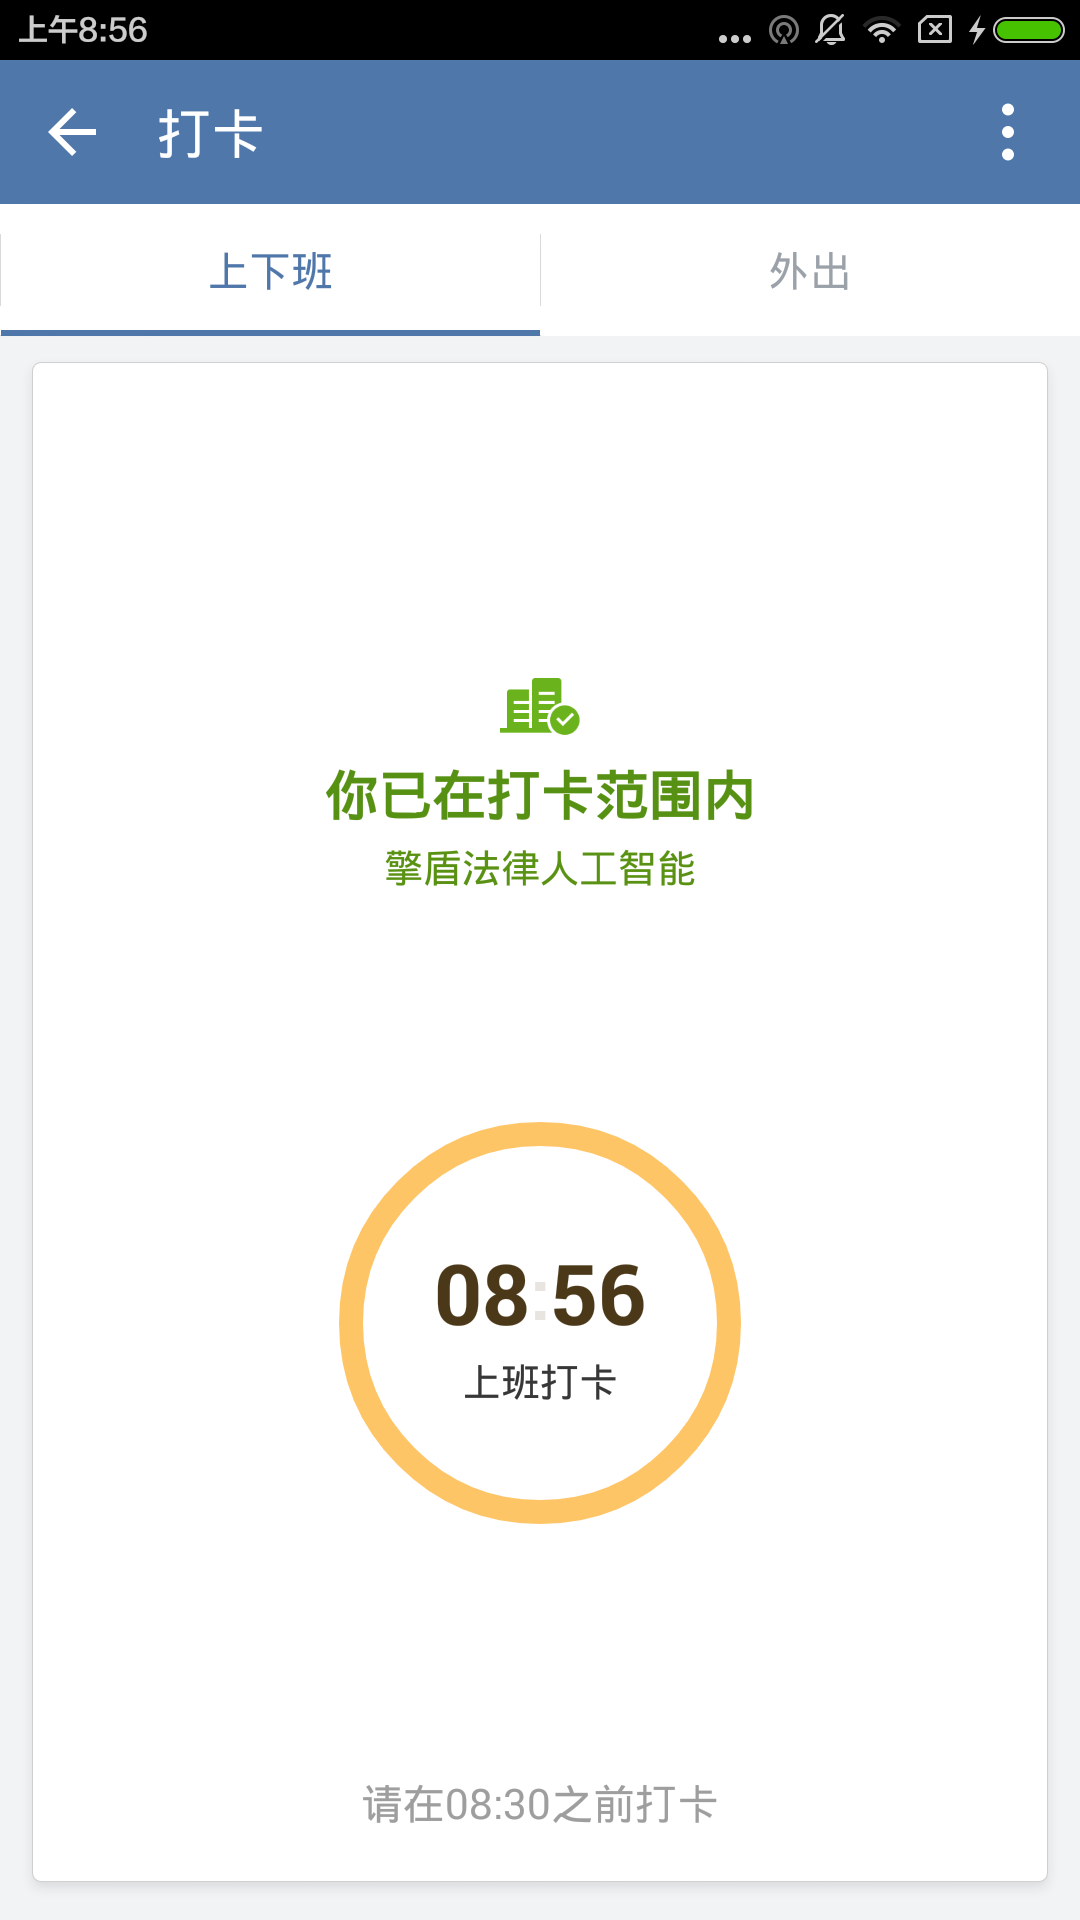 上午8:56
打卡
上下班
外出
你已在打卡范围内
擎盾法律人工智能
08:56
上班打卡
请在08:30之前打卡